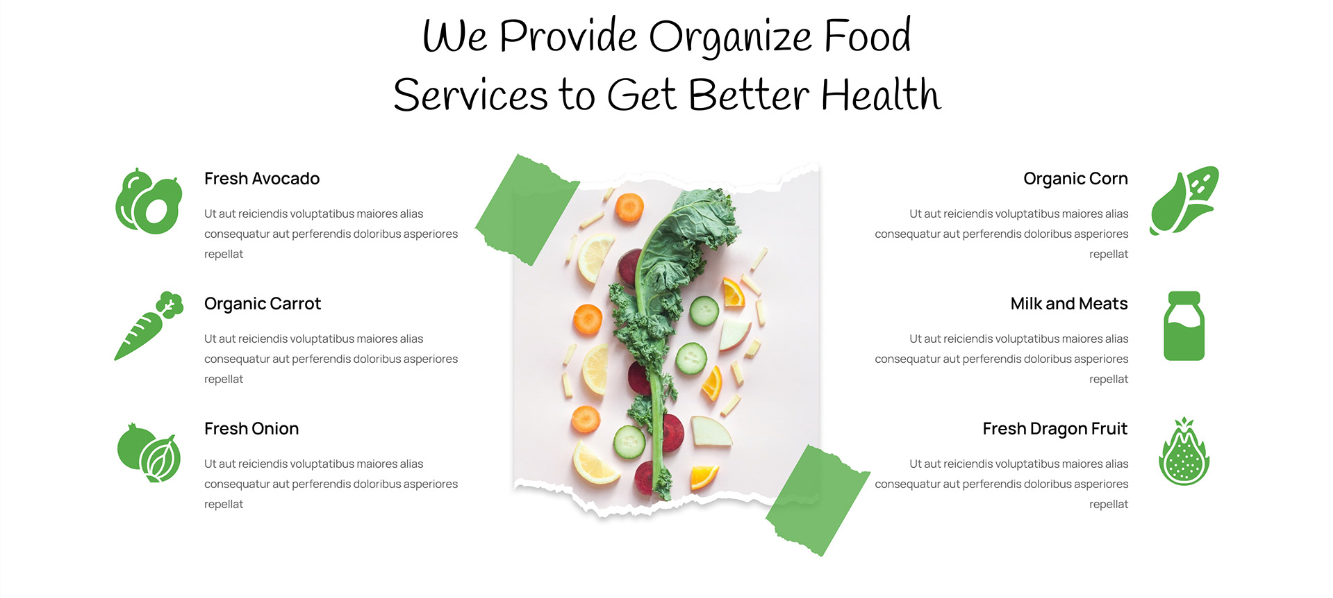 We Provide Organize Food
Services to Get Better Health
Fresh Avocado
Ut aut reiciendis voluptatibus maiores alias
consequatur aut perferendis doloribus asperiores
repellat
Organic Carrot
Ut aut reiciendis voluptatibus maiores alias
consequatur aut perferendis doloribus asperiores
repellat
Fresh Onion
Ut aut reiciendis voluptatibus maiores alias
consequatur aut perferendis doloribus asperiores
repellat
Organic Corn
Ut aut reiciendis voluptatibus maiores alias
consequatur aut perferendis doloribus asperiores
repellat
Milk and Meats
Ut aut reiciendis voluptatibus maiores alias
consequatur aut perferendis doloribus asperiores
repellat
Fresh Dragon Fruit
Ut aut reiciendis voluptatibus maiores alias
consequatur aut perferendis doloribus asperiores
repellat